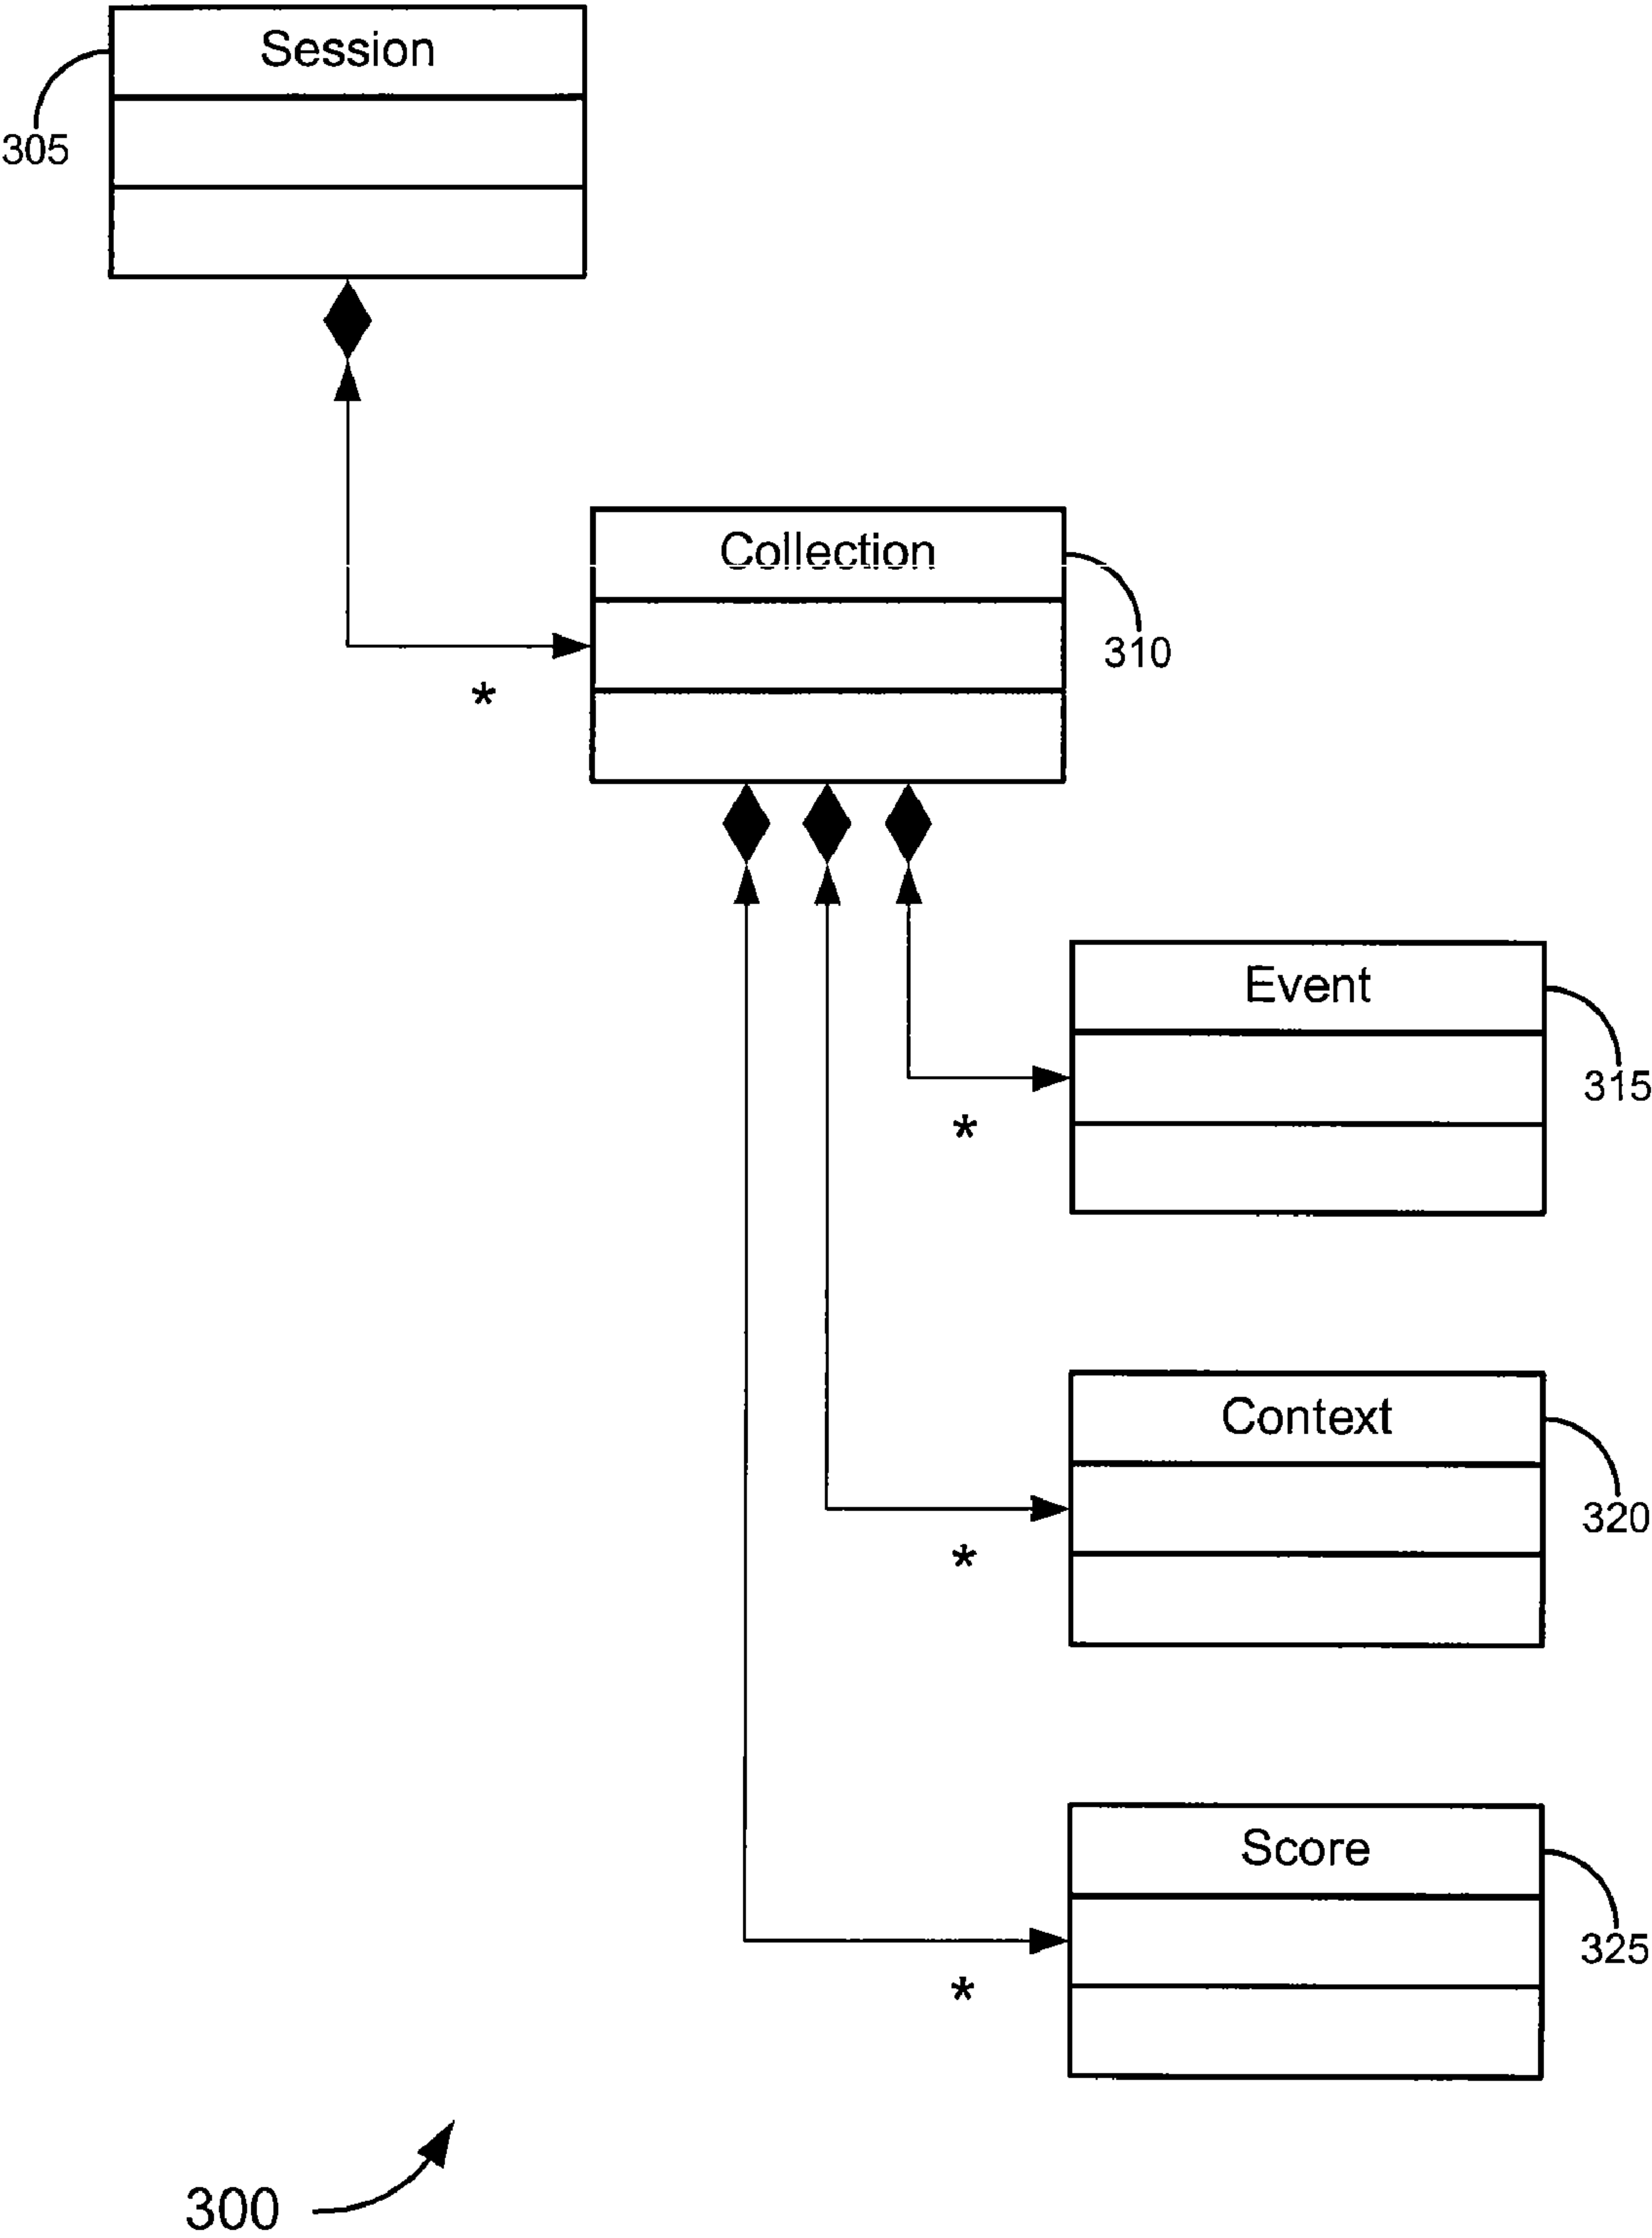 Session
305
Collection
310
*
Event
315
*
Context
320
*
Score
325
*
300